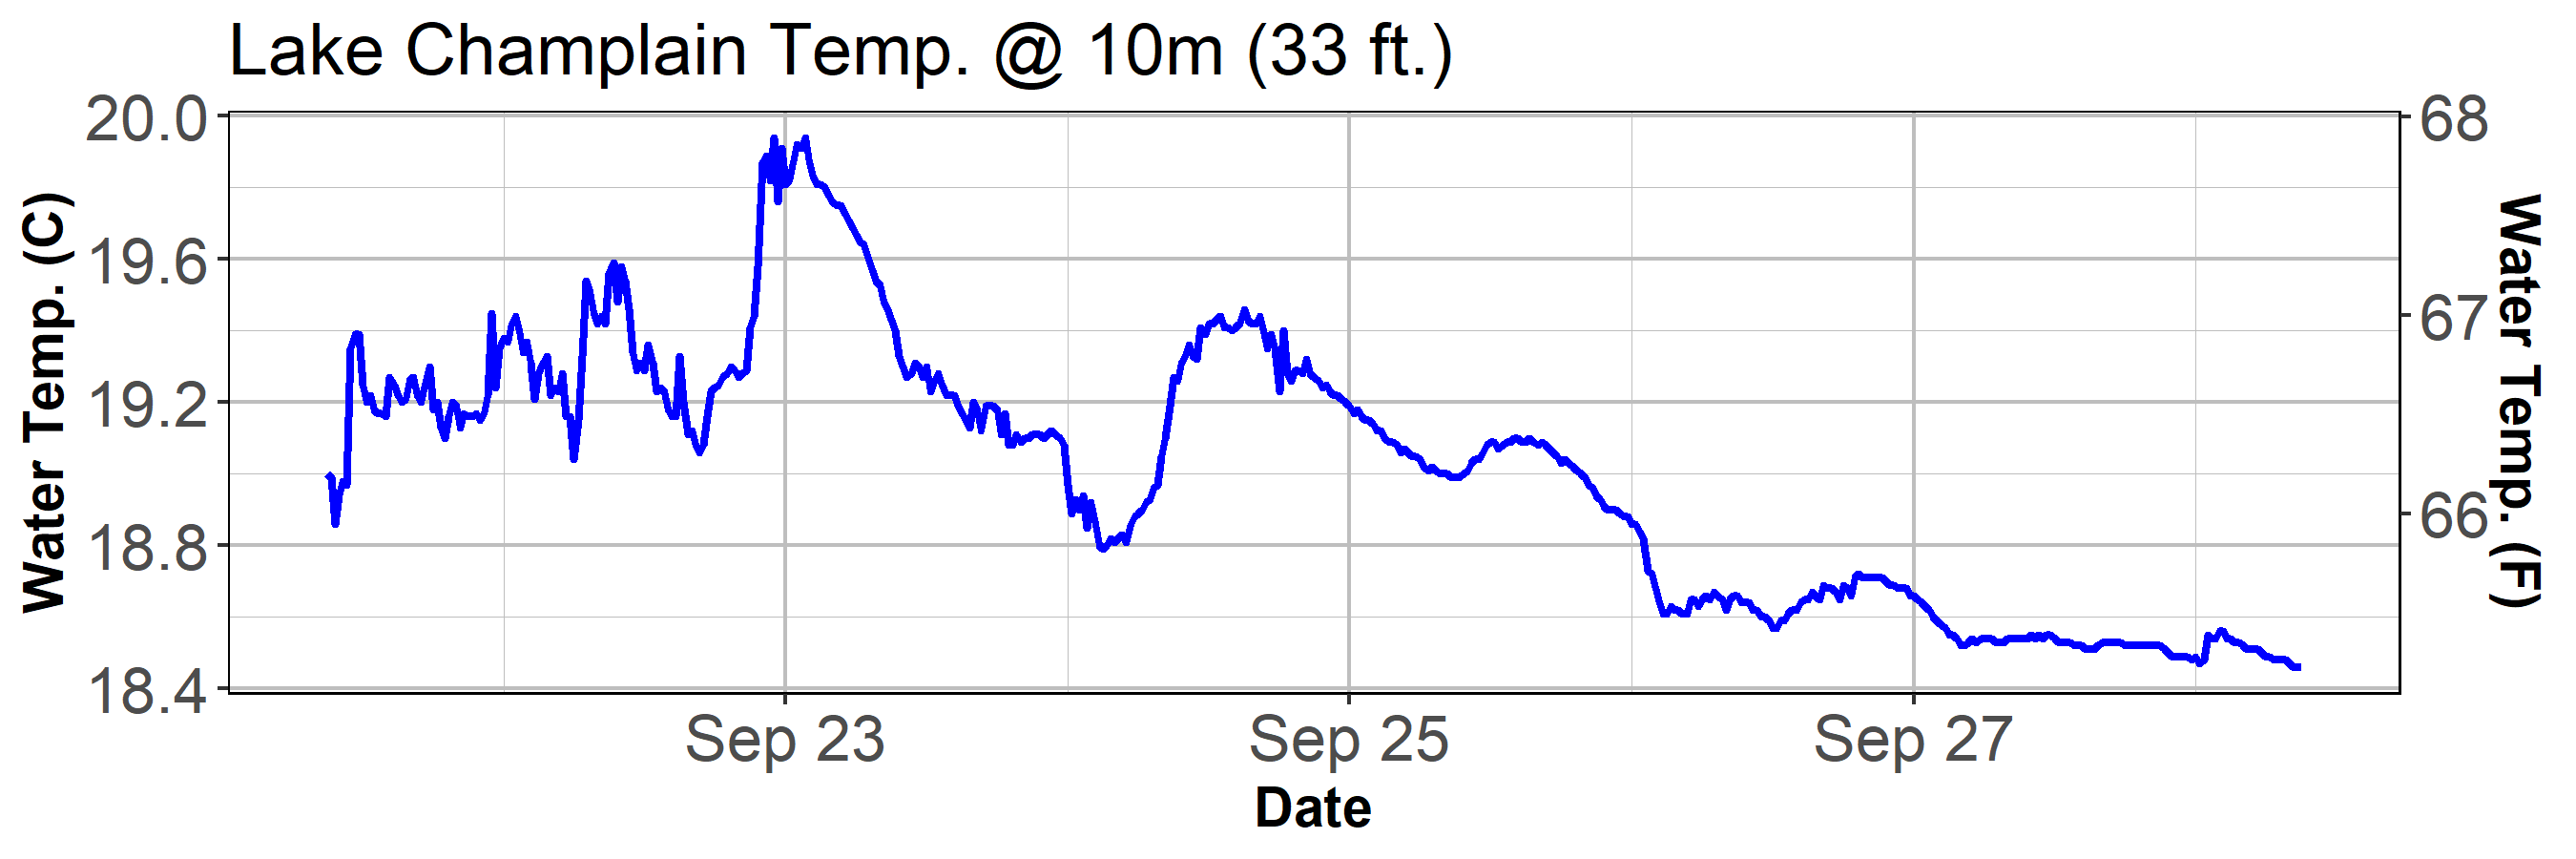 Lake Champlain Temp. @ 10m (33 ft.)
Water Temp. (C)
20.0
19.6
19.2
18.8
18.4
68
67
66
Water Temp. (F)
Sep 23
Sep 25
Sep 27
Date